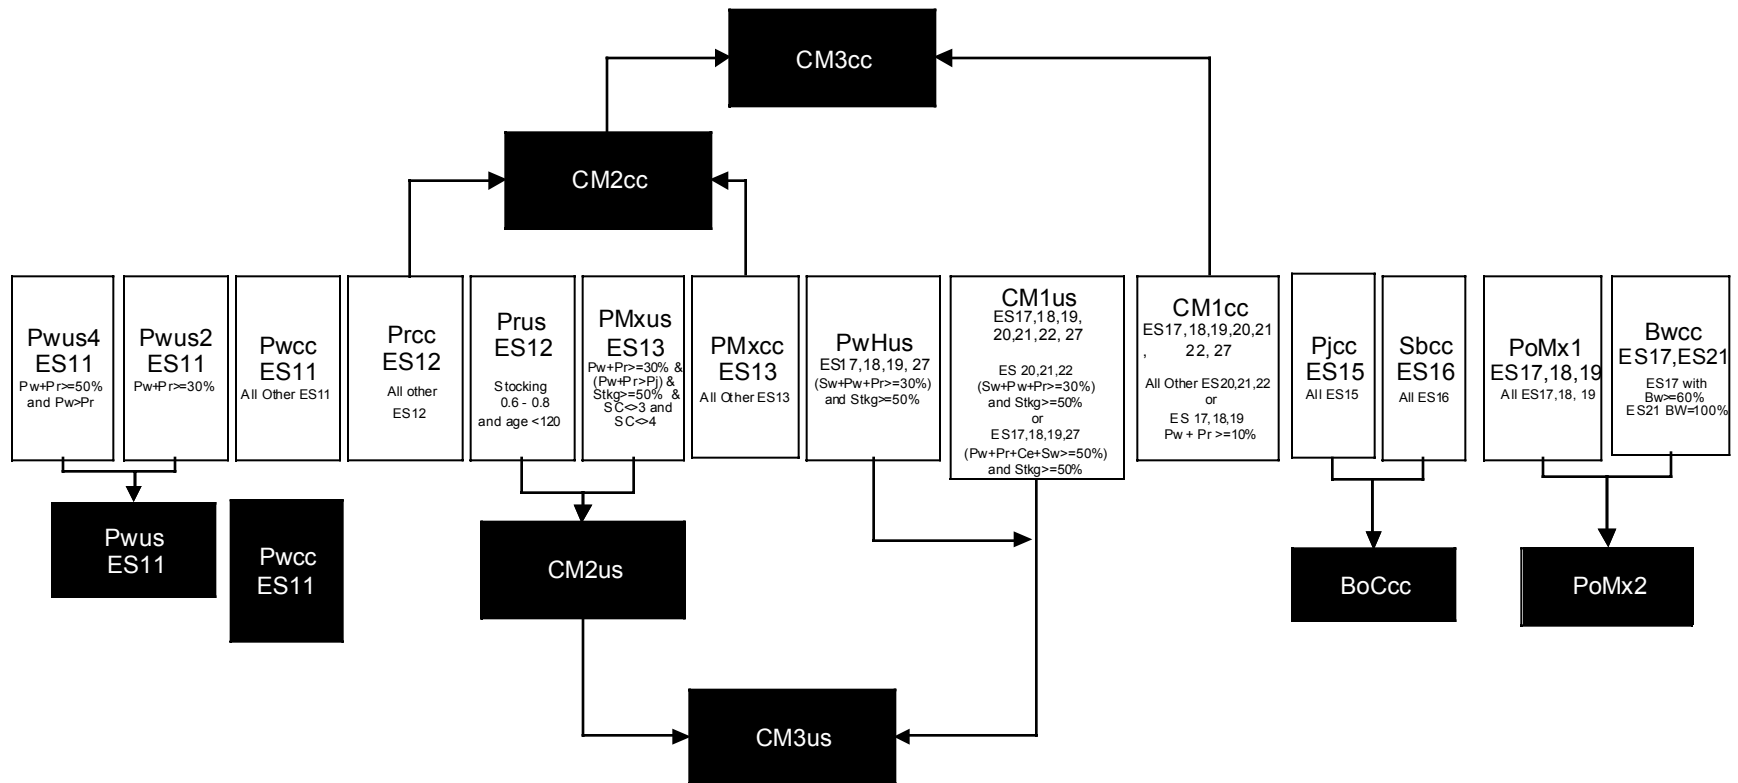 CM3cc
CM2cc
Pwus4
ES11
Pw+Pr>=50%
and Pw>Pr
Pwus2
ES11
Pw+Pr>=30%
Pwcc
ES11
All Other ES11
Prcc
ES12
All other
ES12
Prus
ES12
Stocking
0.6 - 0.8
and age <120
PMxus
ES13
Pw+Pr>=30% &
(Pw+Pr>Pj) &
Stkg>=50% &
SC<>3 and
SC<>4
PMxcc
ES13
All Other ES13
PwHus
ES17,18,19, 27
(Sw+Pw+Pr>=30%)
and Stkg>=50%
CM1us
ES17,18,19,
20,21,22, 27
ES 20,21,22
(Sw+Pw+Pr>=30%)
and Stkg>=50%
or
ES17,18,19,27
(Pw+Pr+Ce+Sw>=50%)
and Stkg>=50%
CM1cc
ES17,18,19,20,21
, 22, 27
All Other ES20,21,22
or
ES 17,18,19
Pw + Pr >=10%
Pjcc
ES15
All ES15
Sbcc
ES16
All ES16
PoMx1
ES17,18,19
All ES17,18, 19
Bwcc
ES17,ES21
ES17 with
Bw>=60%
ES21 BW=100%
Pwus
ES11
Pwcc
ES11
CM2us
BoCcc
PoMx2
CM3us